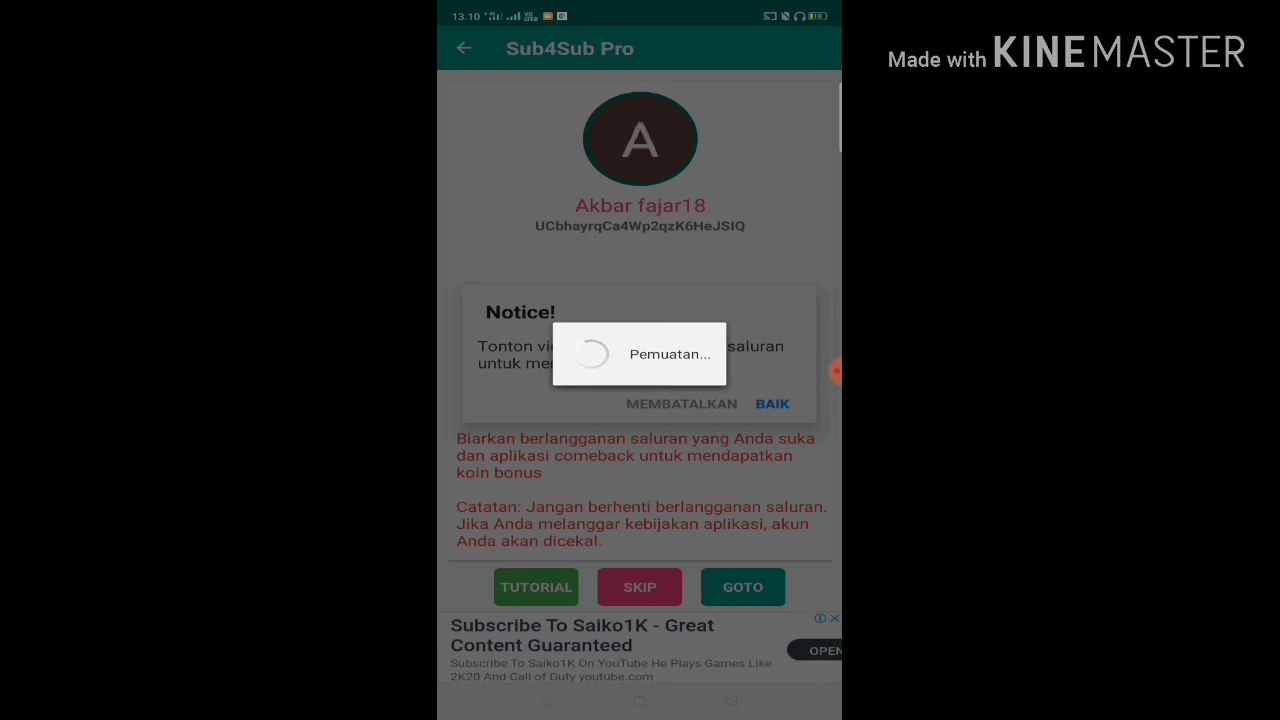 13.10
Made with KINEMASTER
Sub4Sub Pro
A
Akbar fajar18
UCbhayrqCa4Wp2qzK6HeJSIQ
Notice!
Tonton saluran
untuk
Pemuatan...
MEMBATALKAN BAIK
Biarkan berlangganan saluran yang Anda suka
dan aplikasi comeback untuk mendapatkan
koin bonus
Catatan: Jangan berhenti berlangganan saluran.
Jika Anda melanggar kebijakan aplikasi, akun
Anda akan dicekal.
TUTORIAL SKIP GOTO
Subscribe To Saiko1K - Great
Content Guaranteed
Subscribe To Saiko1K On YouTube He Plays Games Like
2K20 And Call of Duty youtube.com
OPEN